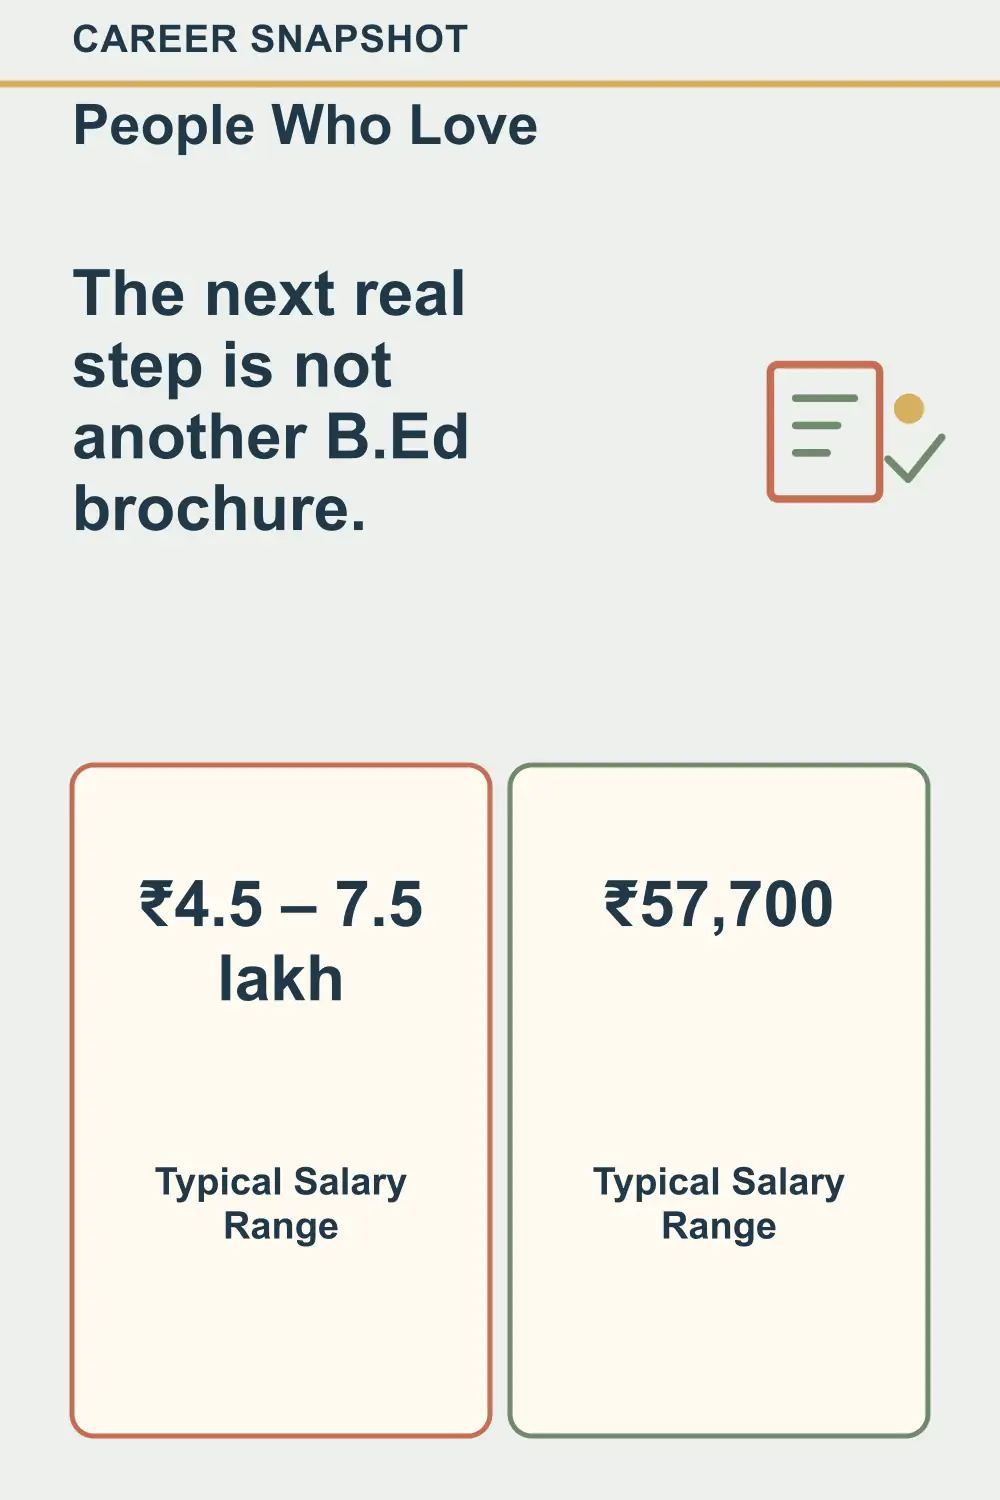 CAREER SNAPSHOT
People Who Love
The next real
step is not
another B.Ed
brochure.
₹4.5 – 7.5
lakh
Typical Salary
Range
₹57,700
Typical Salary
Range